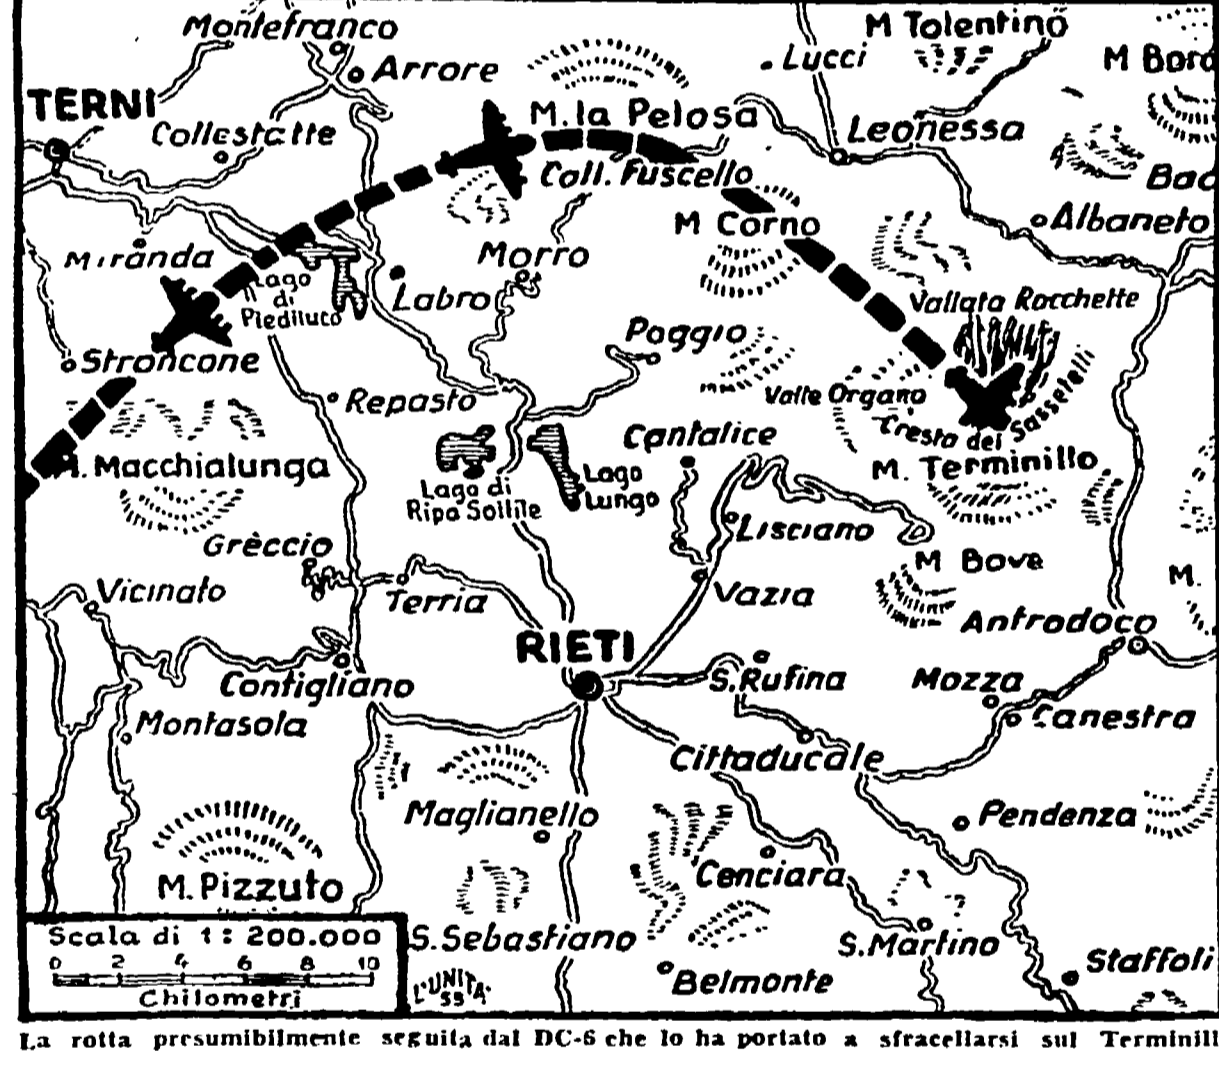 Montefranco
M Tolentino
Lucci
M Bord
Arrore
TERNI
M. la Pelosa
Collestatte
Leonessa
Coll. Fuscello
Bac
Albaneto
M Corno
Miranda
Morro
Lago
di
Piediluco
Labro
Vallata Rocchette
Poggio
Stroncone
Valle Organo
Repasto
Cresta dei Sassetelli
Cantalice
M. Macchialunga
M. Terminillo
Lago di
Ripa Sottile
Lago
Lungo
Lisciano
Grèccio
M Bove
M.
Vicinato
Terria
Vazia
Antrodoco
RIETI
Contigliano
S. Rufina
Mozza
Montasola
Canestra
Cittaducale
Maglianello
Pendenza
Cenciara
M. Pizzuto
Scala di 1: 200.000
0 2 4 6 8 10
Chilometri
S. Sebastiano
S. Martino
Staffoli
Belmonte
L'UNITA'
55
La rotta presumibilmente seguita dal DC-6 che lo ha portato a sfracellarsi sul Terminill